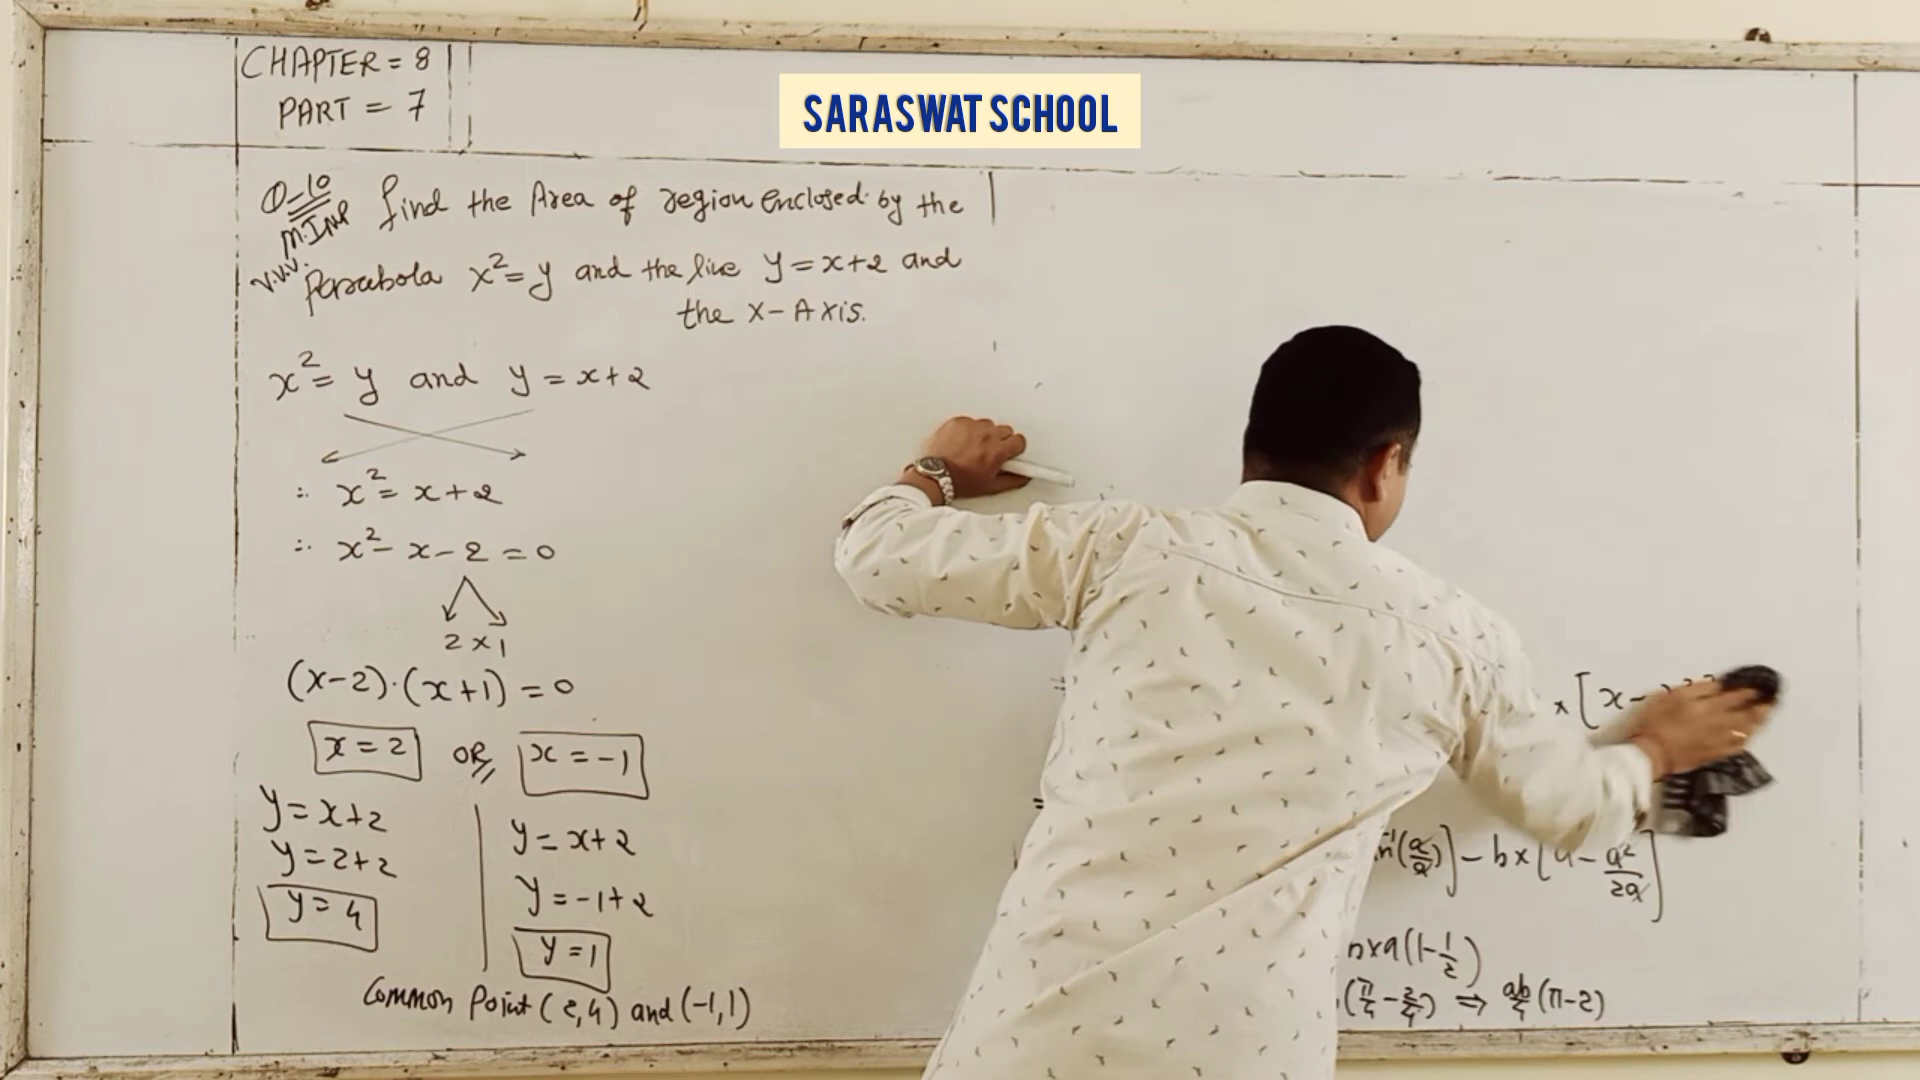 CHAPTER = 8
PART = 7
SARASWAT SCHOOL
Q-10 find the Area of region enclosed by the
M.IMP
V.V.V. Parabola x² = y and the line y = x+2 and
the X-AXIS.
x² = y and y = x+2
∴ x² = x+2
∴ x² - x - 2 = 0
2 x 1
(x-2)·(x+1) = 0
x = 2 OR x = -1
y = x+2
y = 2+2
y = 4
y = x+2
y = -1+2
y = 1
Common Point (2,4) and (-1,1)
=
× [x -
=
(a/a)] - b× [a - a²/2a]
×a(1-1/2)
(π/4 - 2/4) ⇒ ab/4 (π-2)